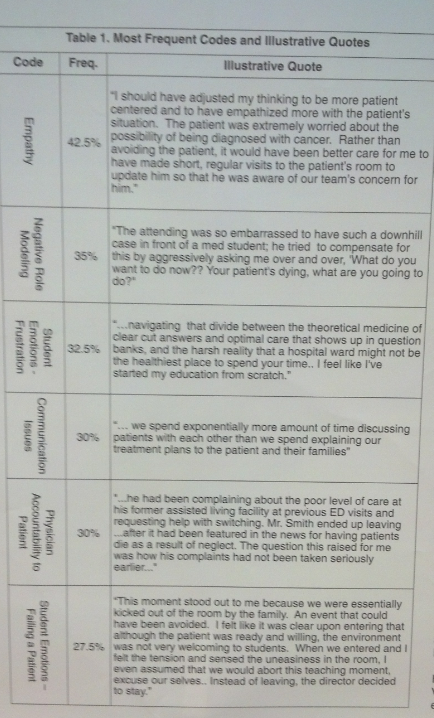 Table 1. Most Frequent Codes and Illustrative Quotes
Code Freq. Illustrative Quote
Empathy
42.5%
"I should have adjusted my thinking to be more patient
centered and to have empathized more with the patient's
situation. The patient was extremely worried about the
possibility of being diagnosed with cancer. Rather than
avoiding the patient, it would have been better care for me to
have made short, regular visits to the patient's room to
update him so that he was aware of our team's concern for
him."
Negative Role
Modeling
35%
"The attending was so embarrassed to have such a downhill
case in front of a med student; he tried to compensate for
this by aggressively asking me over and over, 'What do you
want to do now?? Your patient's dying, what are you going to
do?"
Student
Emotions -
Frustration
32.5%
"...navigating that divide between the theoretical medicine of
clear cut answers and optimal care that shows up in question
banks, and the harsh reality that a hospital ward might not be
the healthiest place to spend your time.. I feel like I've
started my education from scratch."
Communication
Issues
30%
"... we spend exponentially more amount of time discussing
patients with each other than we spend explaining our
treatment plans to the patient and their families"
Physician
Accountability to
Patient
30%
"...he had been complaining about the poor level of care at
his former assisted living facility at previous ED visits and
requesting help with switching. Mr. Smith ended up leaving
...after it had been featured in the news for having patients
die as a result of neglect. The question this raised for me
was how his complaints had not been taken seriously
earlier..."
Student Emotions –
Failing a Patient
27.5%
"This moment stood out to me because we were essentially
kicked out of the room by the family. An event that could
have been avoided. I felt like it was clear upon entering that
although the patient was ready and willing, the environment
was not very welcoming to students. When we entered and I
felt the tension and sensed the uneasiness in the room, I
even assumed that we would abort this teaching moment,
excuse our selves.. Instead of leaving, the director decided
to stay."